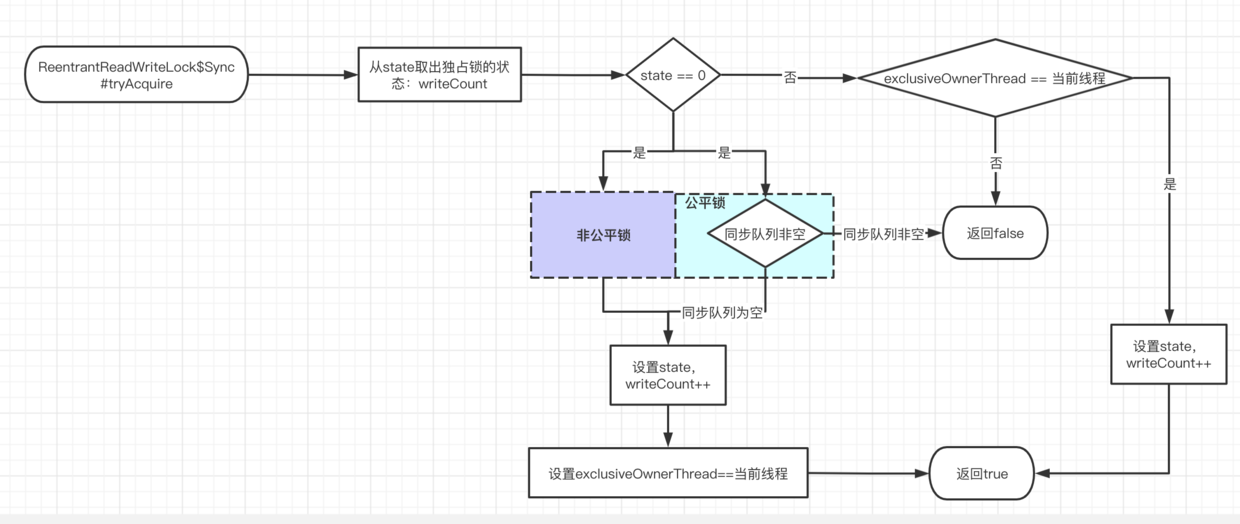 ReentrantReadWriteLock$Sync
#tryAcquire
从state取出独占锁的状
态：writeCount
state == 0
否
exclusiveOwnerThread == 当前线程
是
是
否
是
非公平锁
公平锁
同步队列非空
同步队列非空
返回false
同步队列为空
设置state，
writeCount++
设置state，
writeCount++
设置exclusiveOwnerThread==当前线程
返回true